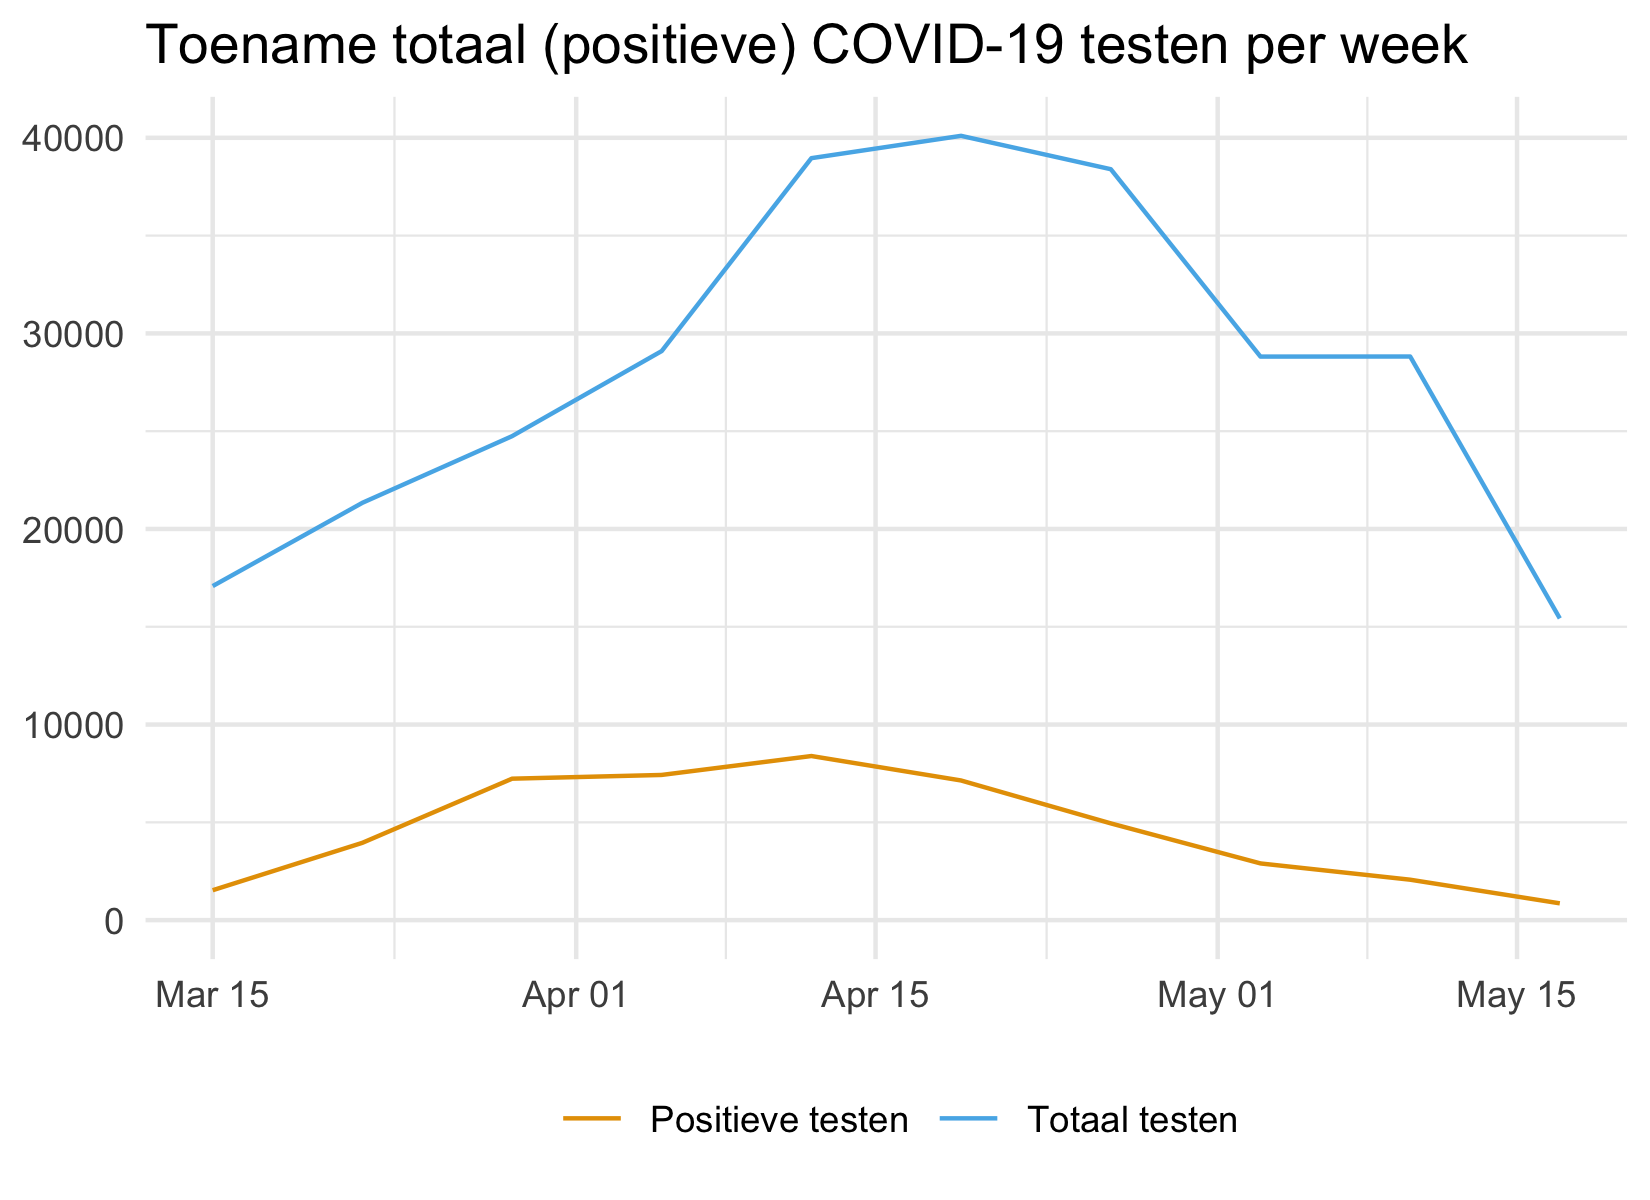 Toename totaal (positieve) COVID-19 testen per week
40000
30000
20000
10000
0
Mar 15 Apr 01 Apr 15 May 01 May 15
Positieve testen Totaal testen